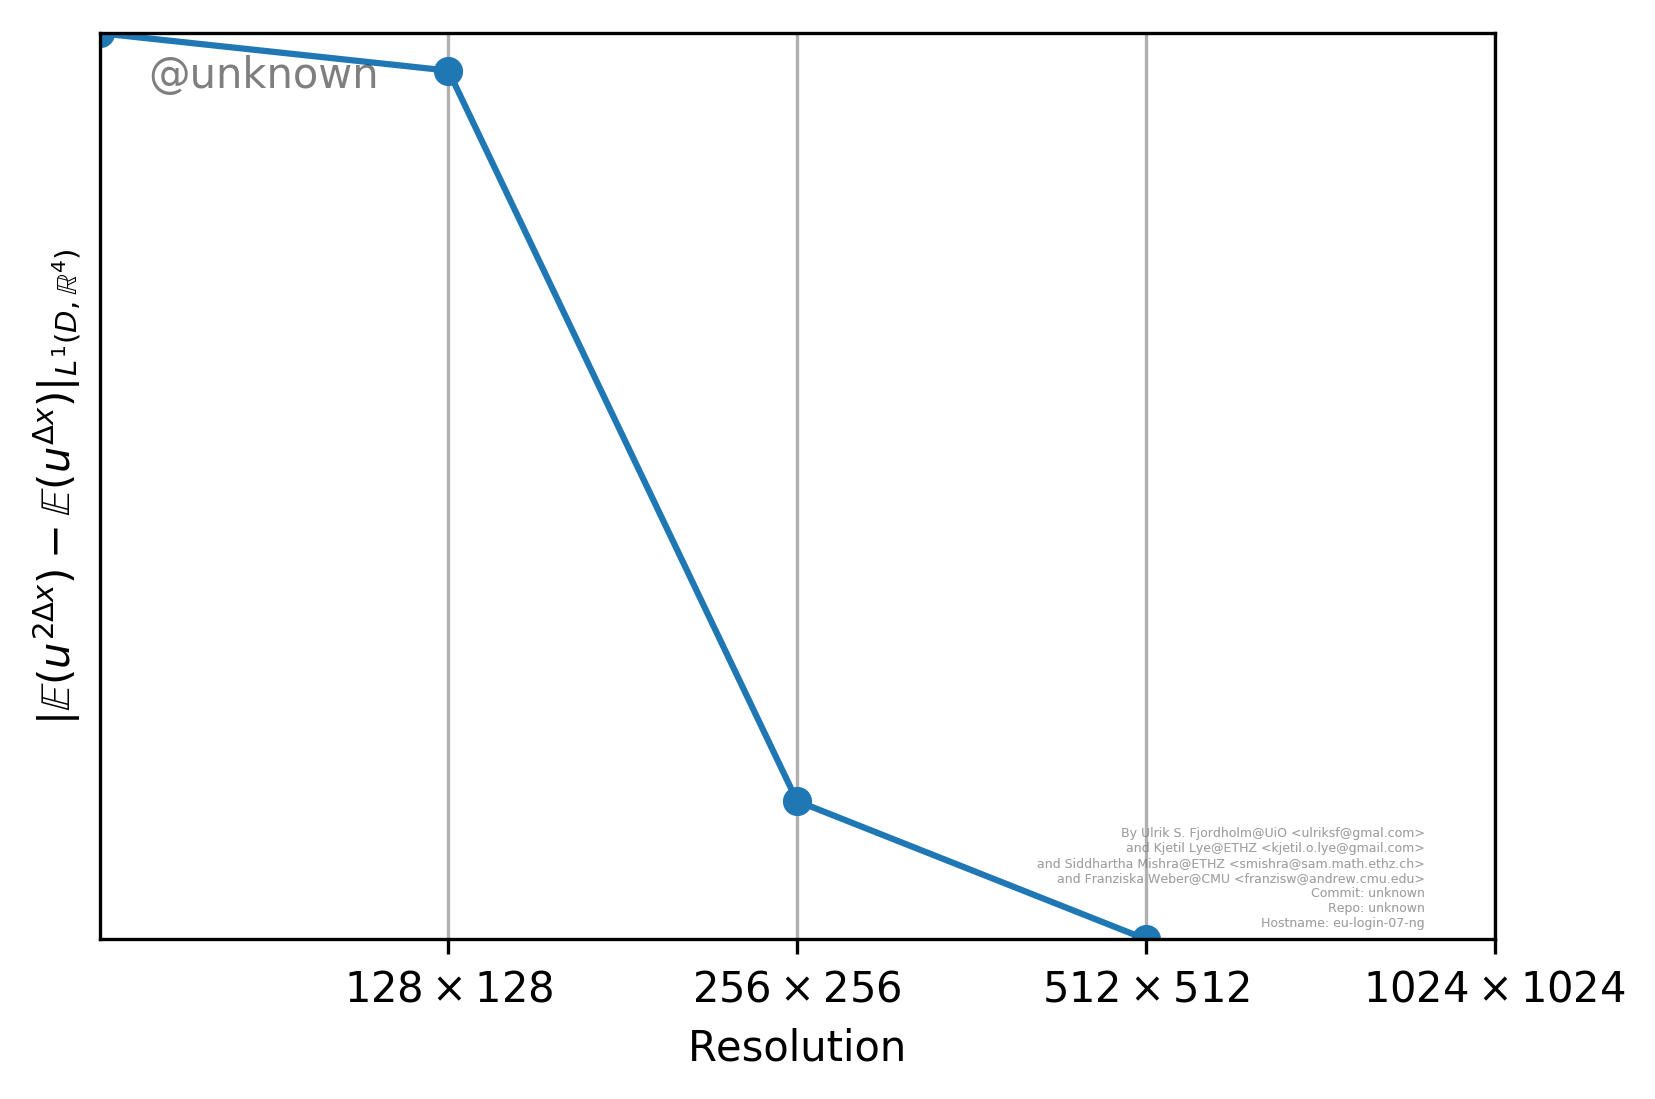 @unknown
|𝔼(u^{2Δx}) − 𝔼(u^{Δx})|_{L^1(D, ℝ^4)}
By Ulrik S. Fjordholm@UiO <ulriksf@gmal.com>
and Kjetil Lye@ETHZ <kjetil.o.lye@gmail.com>
and Siddhartha Mishra@ETHZ <smishra@sam.math.ethz.ch>
and Franziska Weber@CMU <franzisw@andrew.cmu.edu>
Commit: unknown
Repo: unknown
Hostname: eu-login-07-ng
128 × 128 256 × 256 512 × 512 1024 × 1024
Resolution